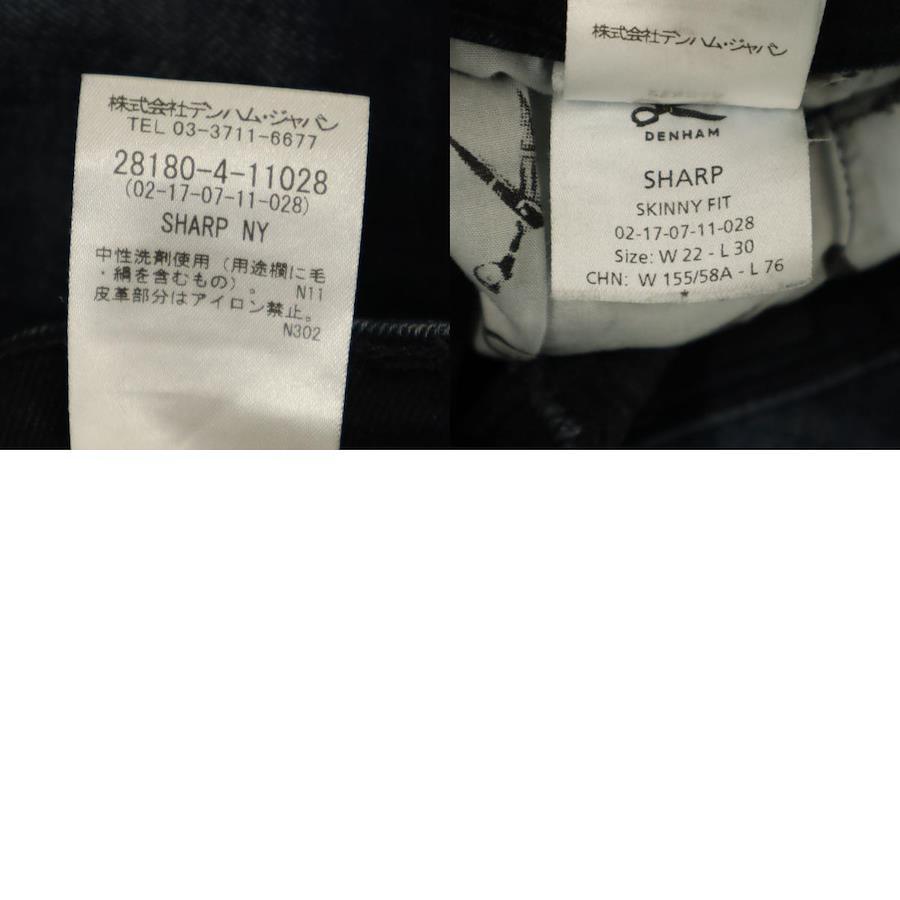 株式会社デンハム・ジャパン
TEL 03-3711-6677
28180-4-11028
(02-17-07-11-028)
SHARP NY
中性洗剤使用（用途欄に毛
・絹を含むもの）。 N11
皮革部分はアイロン禁止。
N302
株式会社デンハム・ジャパン
DENHAM
SHARP
SKINNY FIT
02-17-07-11-028
Size: W 22 - L 30
CHN: W 155/58A - L 76